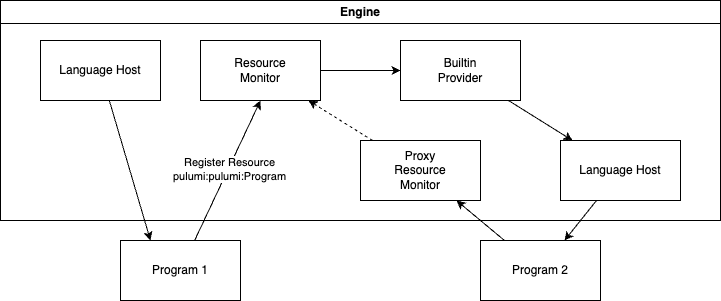 Engine
Language Host
Resource
Monitor
Builtin
Provider
Register Resource
pulumi:pulumi:Program
Proxy
Resource
Monitor
Language Host
Program 1
Program 2